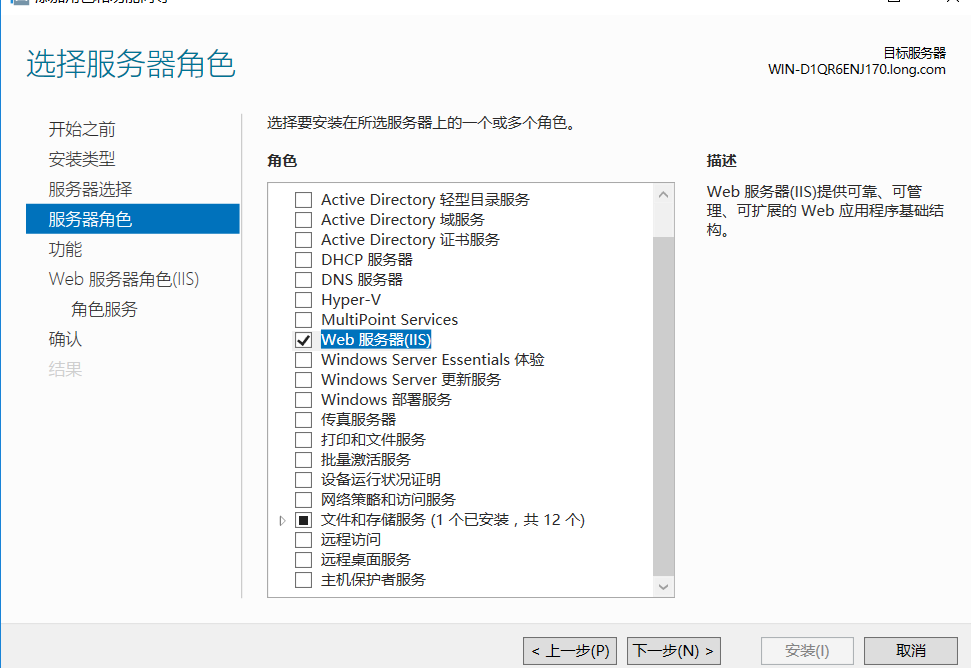 选择服务器角色
目标服务器
WIN-D1QR6ENJ170.long.com
开始之前
安装类型
服务器选择
服务器角色
功能
Web 服务器角色(IIS)
角色服务
确认
结果
选择要安装在所选服务器上的一个或多个角色。
角色
Active Directory 轻型目录服务
Active Directory 域服务
Active Directory 证书服务
DHCP 服务器
DNS 服务器
Hyper-V
MultiPoint Services
Web 服务器(IIS)
Windows Server Essentials 体验
Windows Server 更新服务
Windows 部署服务
传真服务器
打印和文件服务
批量激活服务
设备运行状况证明
网络策略和访问服务
文件和存储服务 (1 个已安装，共 12 个)
远程访问
远程桌面服务
主机保护者服务
描述
Web 服务器(IIS)提供可靠、可管
理、可扩展的 Web 应用程序基础结
构。
< 上一步(P)
下一步(N) >
安装(I)
取消